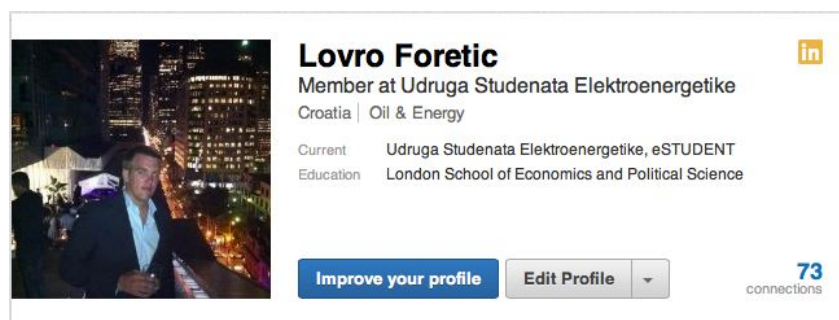 Lovro Foretic
in
Member at Udruga Studenata Elektroenergetike
Croatia | Oil & Energy
Current Udruga Studenata Elektroenergetike, eSTUDENT
Education London School of Economics and Political Science
Improve your profile Edit Profile 73
connections